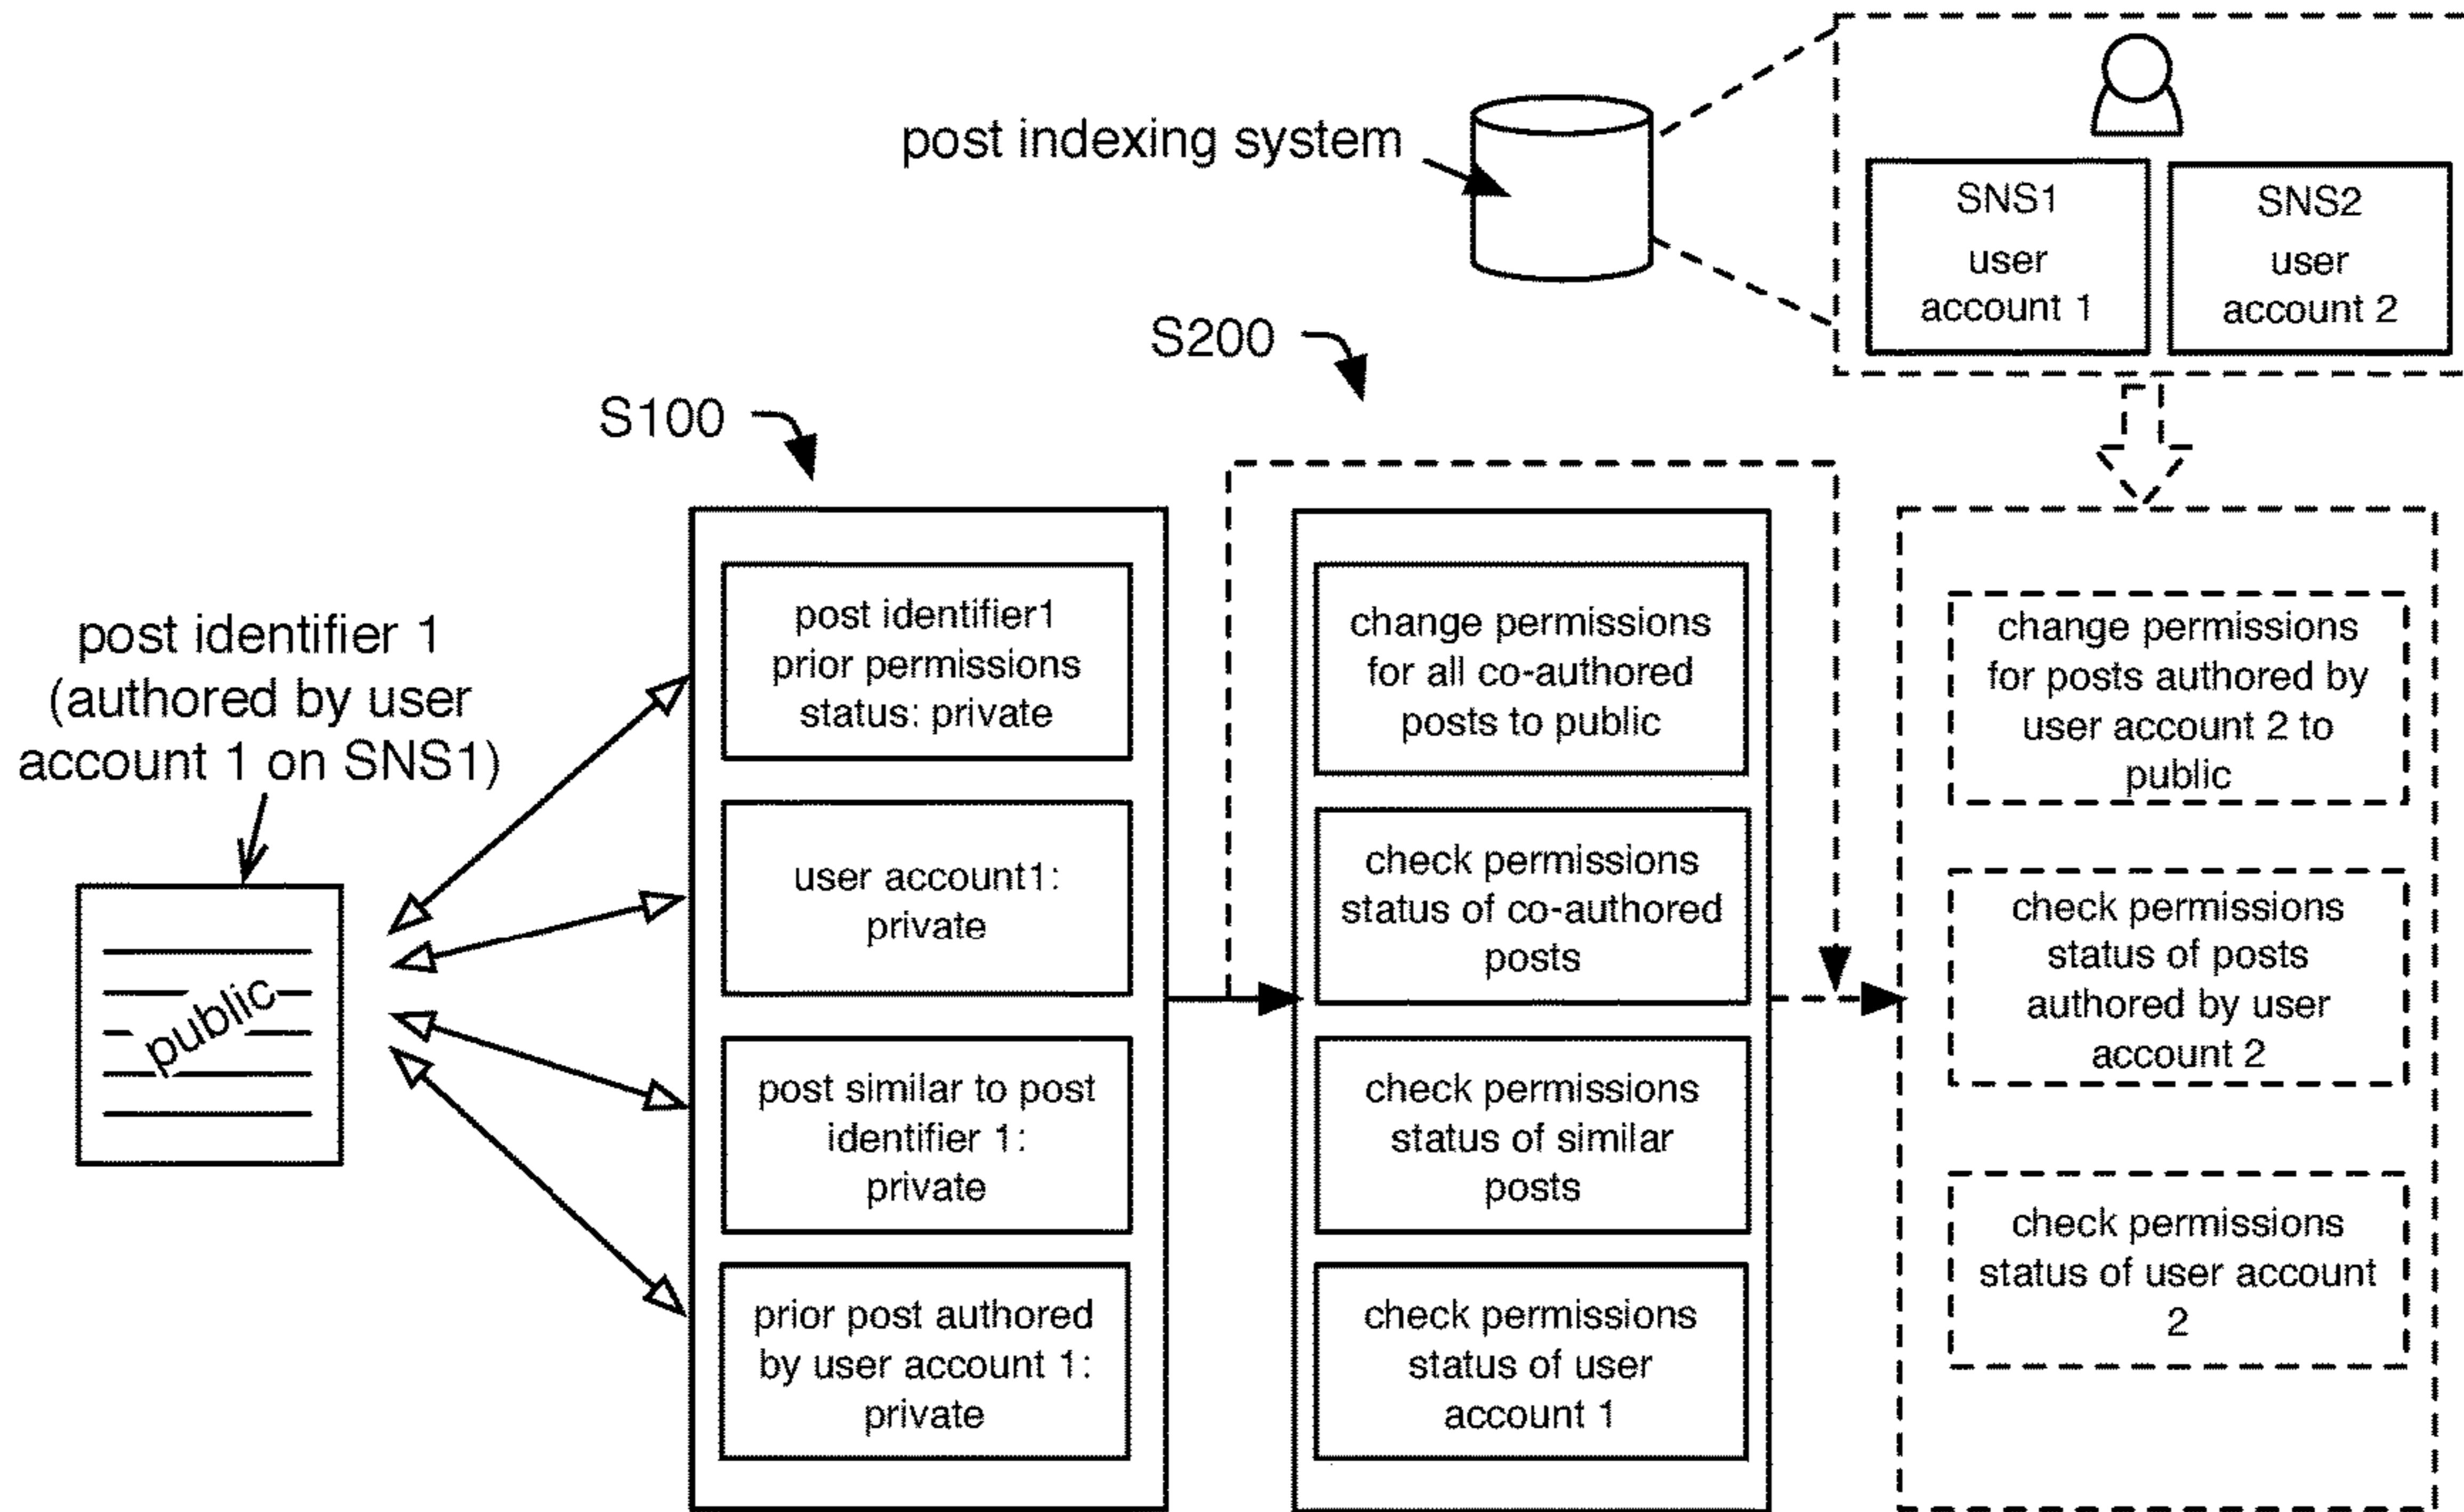 post indexing system
SNS1
user
account 1
SNS2
user
account 2
S200
S100
post identifier 1
(authored by user
account 1 on SNS1)
public
post identifier1
prior permissions
status: private
user account1:
private
post similar to post
identifier 1:
private
prior post authored
by user account 1:
private
change permissions
for all co-authored
posts to public
check permissions
status of co-authored
posts
check permissions
status of similar
posts
check permissions
status of user
account 1
change permissions
for posts authored by
user account 2 to
public
check permissions
status of posts
authored by user
account 2
check permissions
status of user account
2